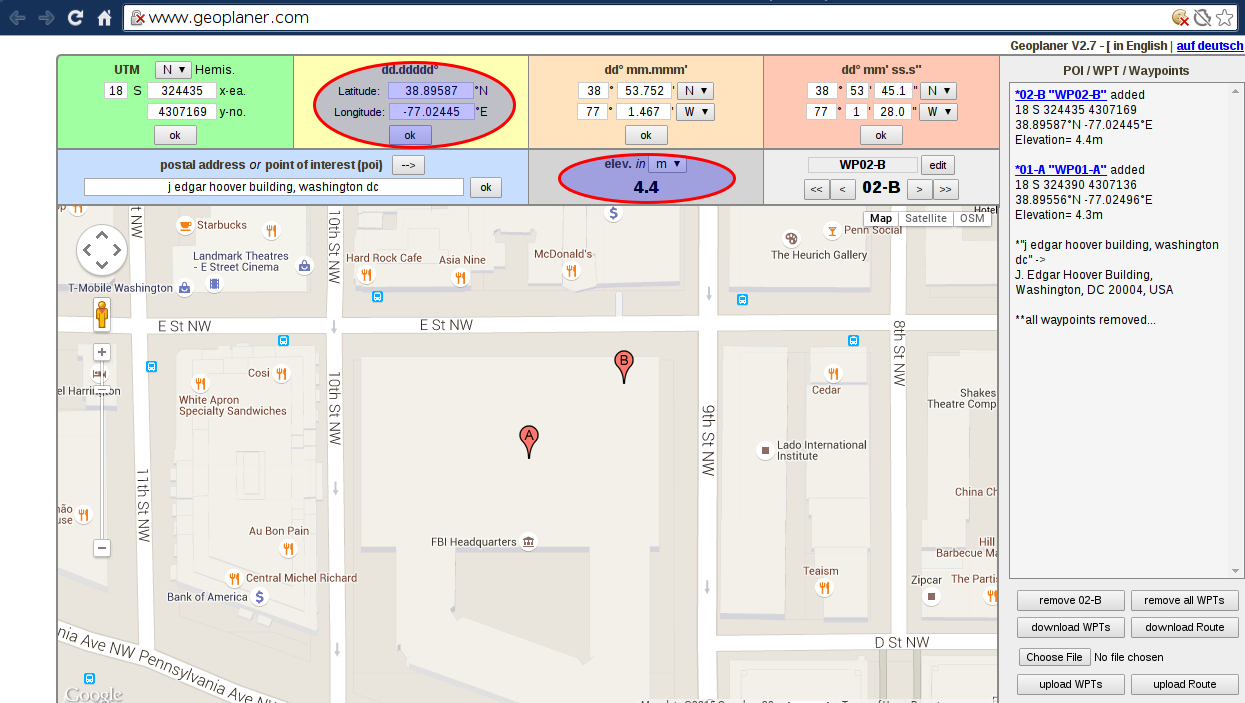 www.geoplaner.com
Geoplaner V2.7 - [ in English | auf deutsch
UTM N Hemis.
18 S 324435 x-ea.
4307169 y-no.
ok
dd.ddddd°
Latitude: 38.89587 °N
Longitude: -77.02445 °E
ok
dd° mm.mmm'
38 ° 53.752 ' N
77 ° 1.467 ' W
ok
dd° mm' ss.s"
38 ° 53 ' 45.1 " N
77 ° 1 ' 28.0 " W
ok
postal address or point of interest (poi) -->
j edgar hoover building, washington dc ok
elev. in m
4.4
WP02-B edit
<< < 02-B > >>
POI / WPT / Waypoints
*02-B "WP02-B" added
18 S 324435 4307169
38.89587°N -77.02445°E
Elevation= 4.4m
*01-A "WP01-A" added
18 S 324390 4307136
38.89556°N -77.02496°E
Elevation= 4.3m
*"j edgar hoover building, washington
dc" ->
J. Edgar Hoover Building,
Washington, DC 20004, USA
**all waypoints removed...
remove 02-B remove all WPTs
download WPTs download Route
Choose File No file chosen
upload WPTs upload Route
Map Satellite OSM
Hotel
Starbucks
Landmark Theatres
- E Street Cinema
T-Mobile Washington
Hard Rock Cafe
Asia Nine
McDonald's
Penn Social
The Heurich Gallery
NW
10th St NW
E St NW
E St NW
8th St NW
el Harrington
Cosi
White Apron
Specialty Sandwiches
10th St NW
B
A
9th St NW
Cedar
Shakes
Theatre Comp
Lado International
Institute
11th St NW
Au Bon Pain
FBI Headquarters
China Ch
Hill
Barbecue Ma
Central Michel Richard
Bank of America
Teaism
Zipcar
The Partis
D St NW
nia Ave NW
Pennsylvania Ave NW
Google